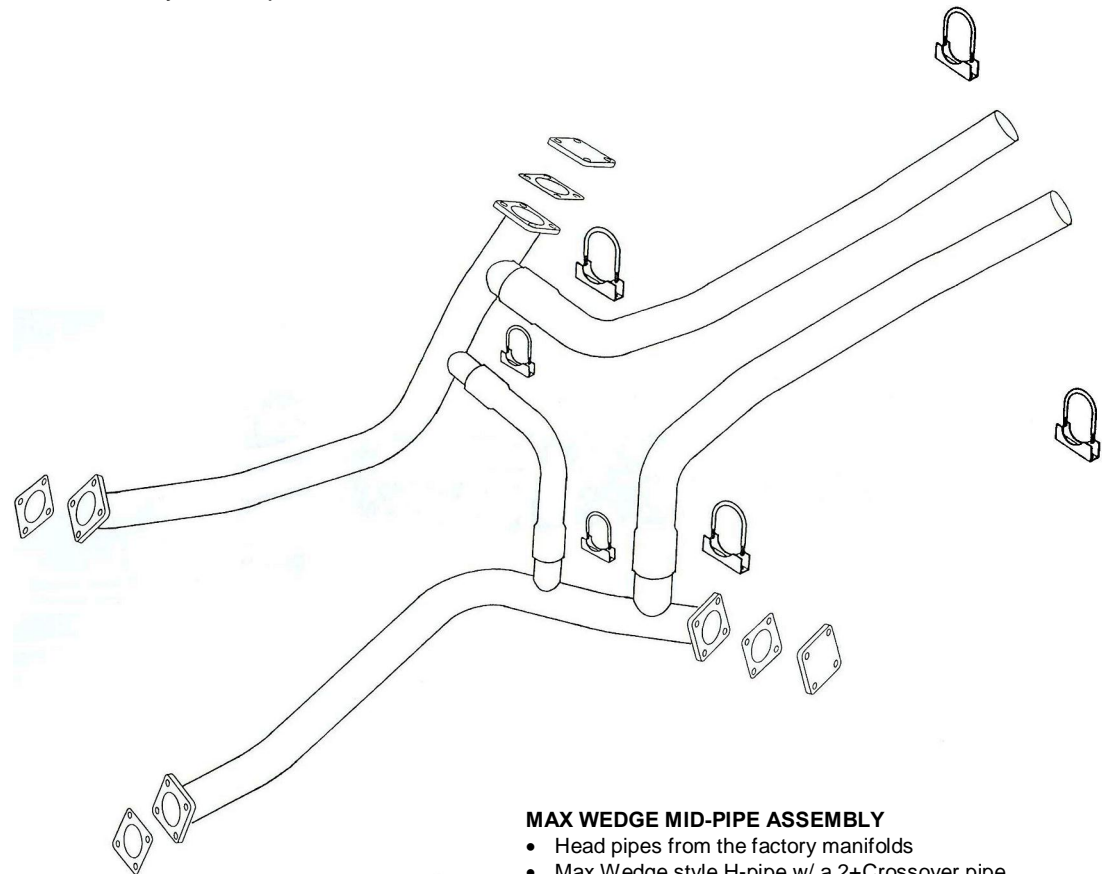 MAX WEDGE MID-PIPE ASSEMBLY
• Head pipes from the factory manifolds
• Max Wedge style H-pipe w/ a 2+Crossover pipe